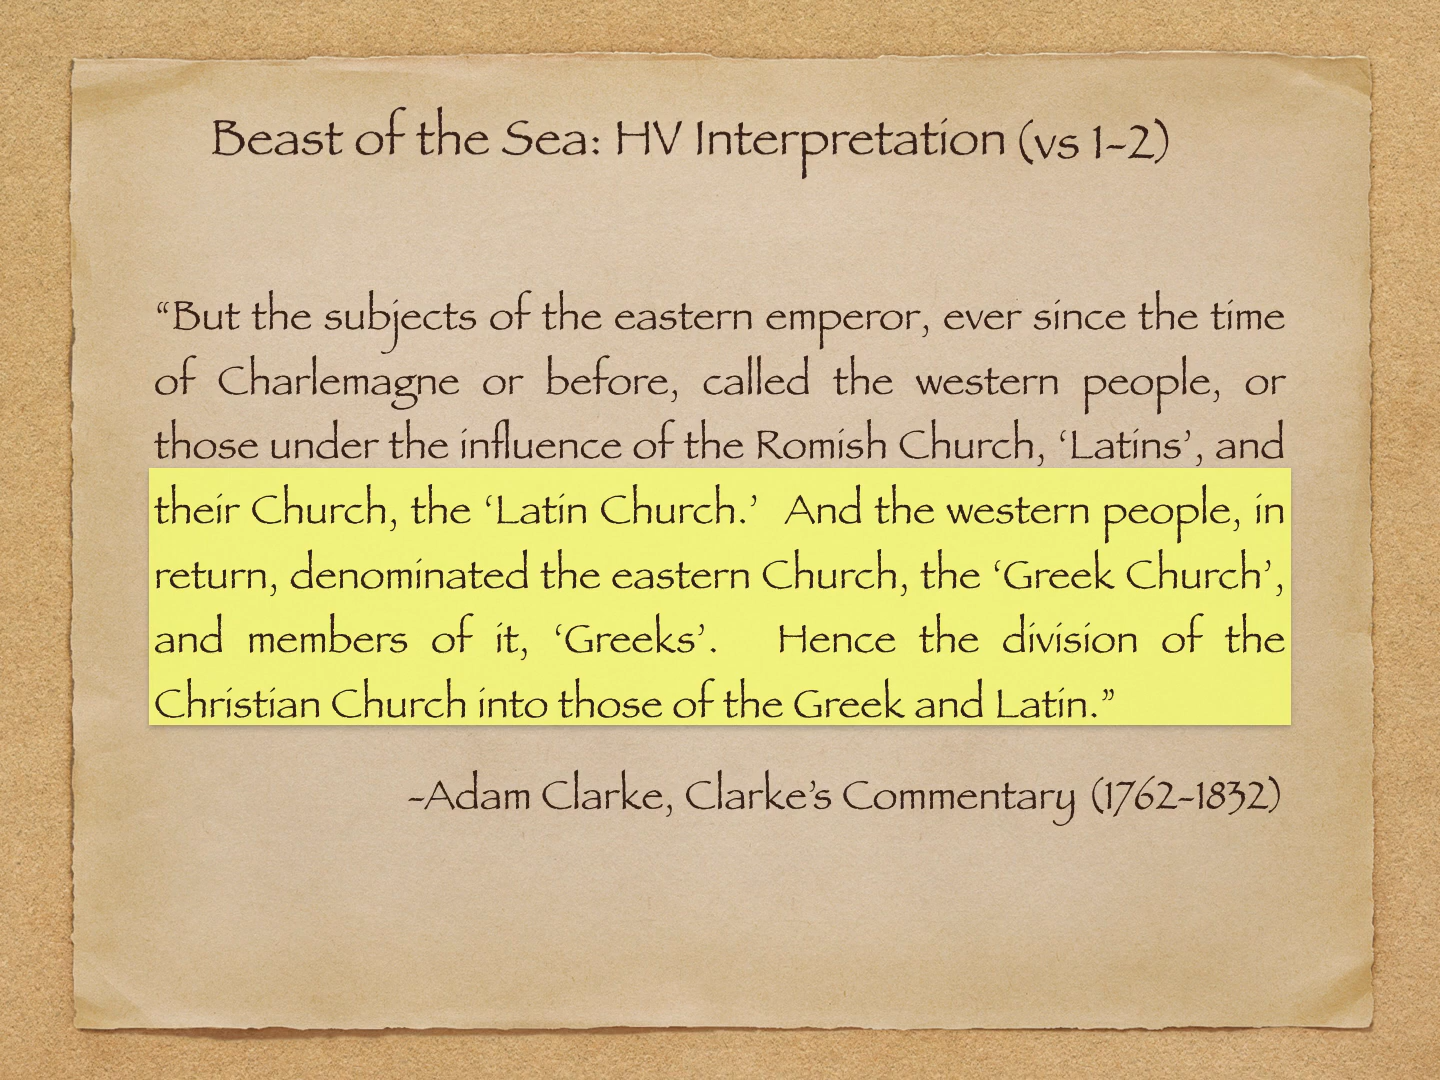 Beast of the Sea: HV Interpretation (vs 1-2)
“But the subjects of the eastern emperor, ever since the time
of Charlemagne or before, called the western people, or
those under the influence of the Romish Church, ‘Latins’, and
their Church, the ‘Latin Church.’ And the western people, in
return, denominated the eastern Church, the ‘Greek Church’,
and members of it, ‘Greeks’. Hence the division of the
Christian Church into those of the Greek and Latin.”
-Adam Clarke, Clarke’s Commentary (1762-1832)